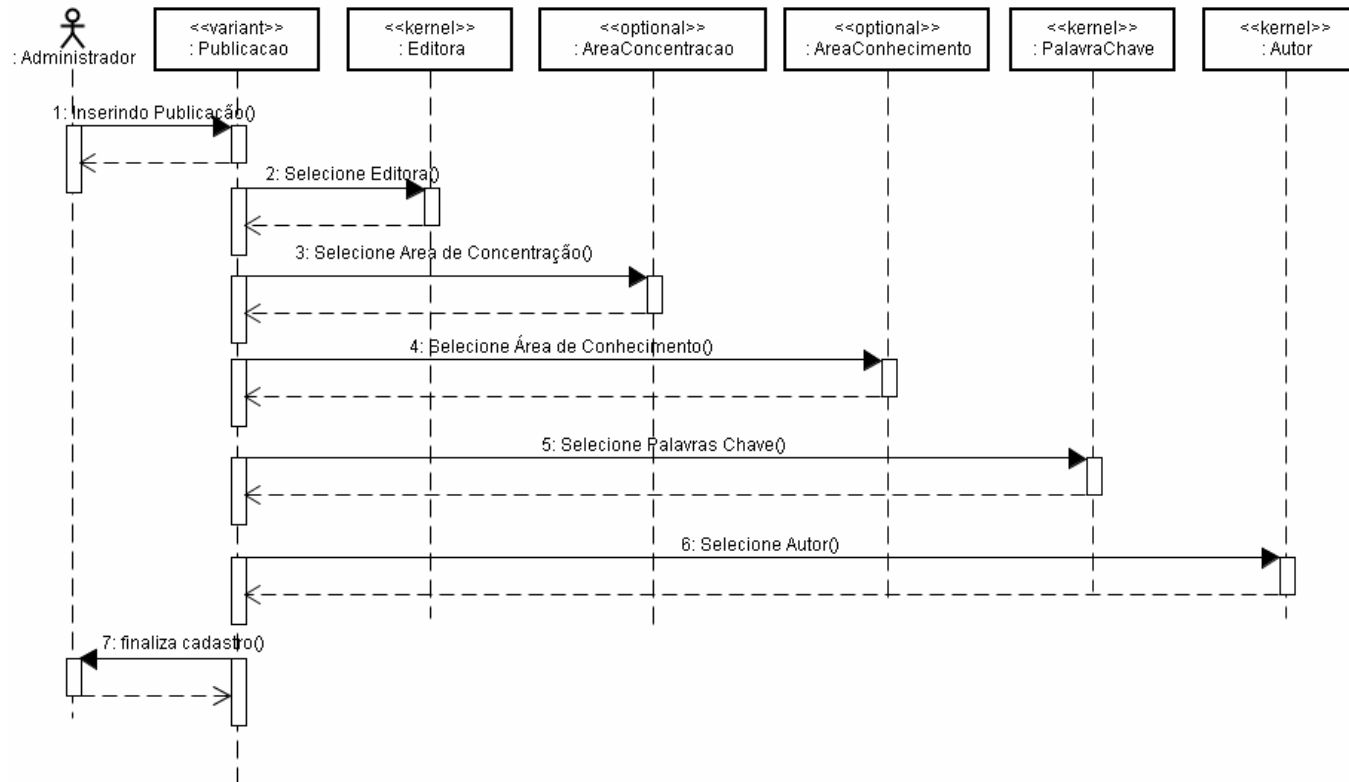 : Administrador
<<variant>>
: Publicacao
<<kernel>>
: Editora
<<optional>>
: AreaConcentracao
<<optional>>
: AreaConhecimento
<<kernel>>
: PalavraChave
<<kernel>>
: Autor
1: Inserindo Publicação()
2: Selecione Editora()
3: Selecione Area de Concentração()
4: Selecione Área de Conhecimento()
5: Selecione Palavras Chave()
6: Selecione Autor()
7: finaliza cadastro()